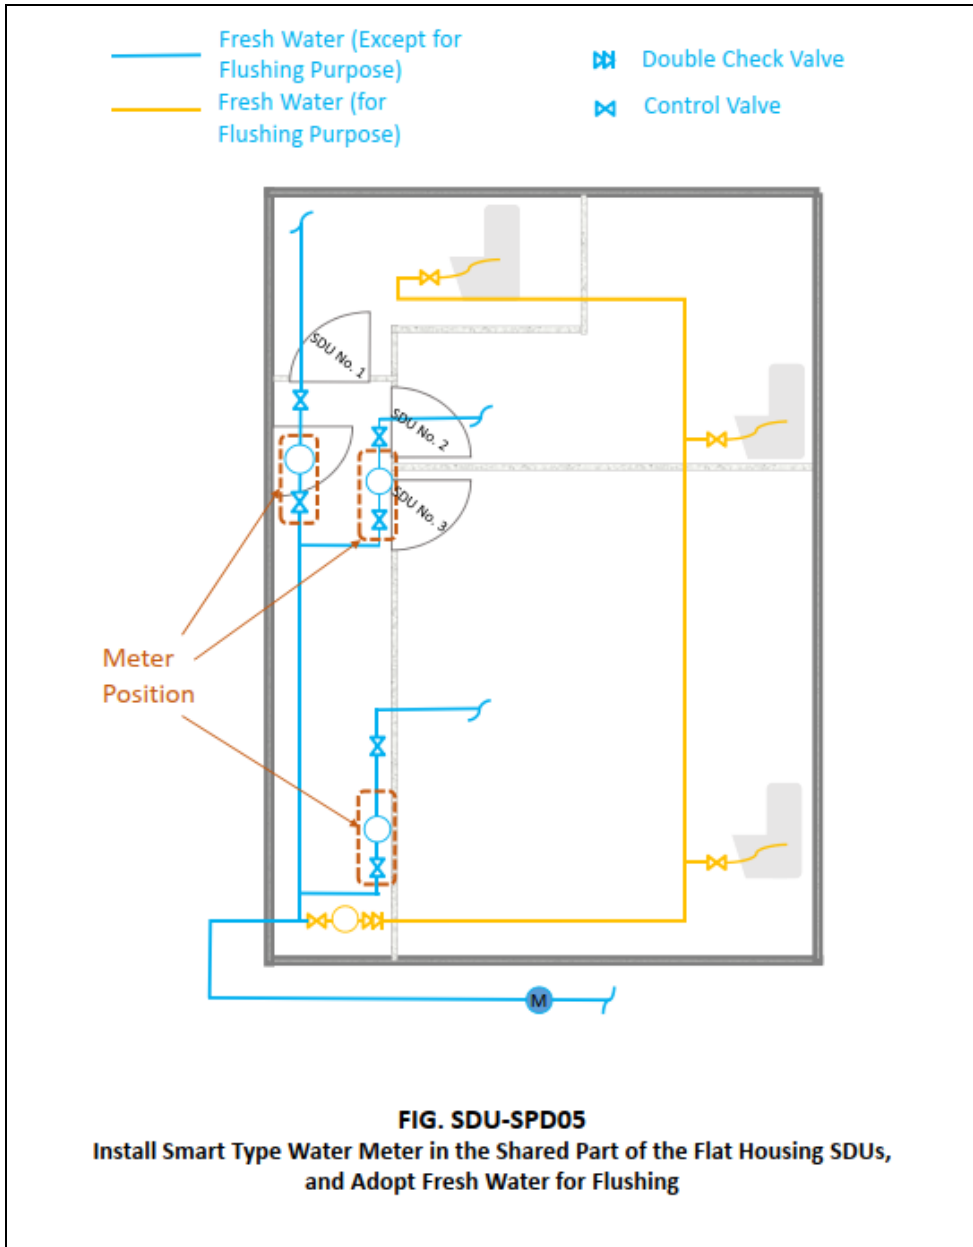 Fresh Water (Except for
Flushing Purpose)
Fresh Water (for
Flushing Purpose)
Double Check Valve
Control Valve
SDU No. 1
SDU No. 2
SDU No. 3
Meter
Position
M
FIG. SDU-SPD05
Install Smart Type Water Meter in the Shared Part of the Flat Housing SDUs,
and Adopt Fresh Water for Flushing